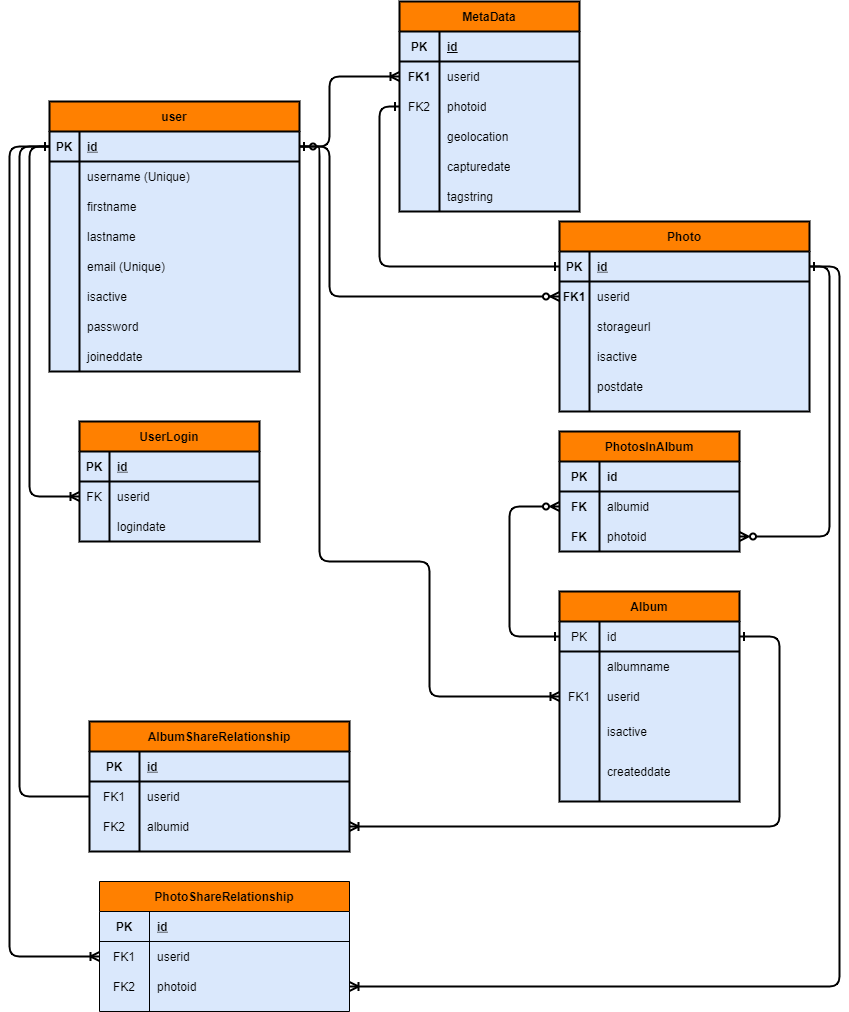 MetaData
PK id
FK1 userid
FK2 photoid
geolocation
capturedate
tagstring
user
PK id
username (Unique)
firstname
lastname
email (Unique)
isactive
password
joineddate
Photo
PK id
FK1 userid
storageurl
isactive
postdate
UserLogin
PK id
FK userid
logindate
PhotosInAlbum
PK id
FK albumid
FK photoid
Album
PK id
albumname
FK1 userid
isactive
createddate
AlbumShareRelationship
PK id
FK1 userid
FK2 albumid
PhotoShareRelationship
PK id
FK1 userid
FK2 photoid